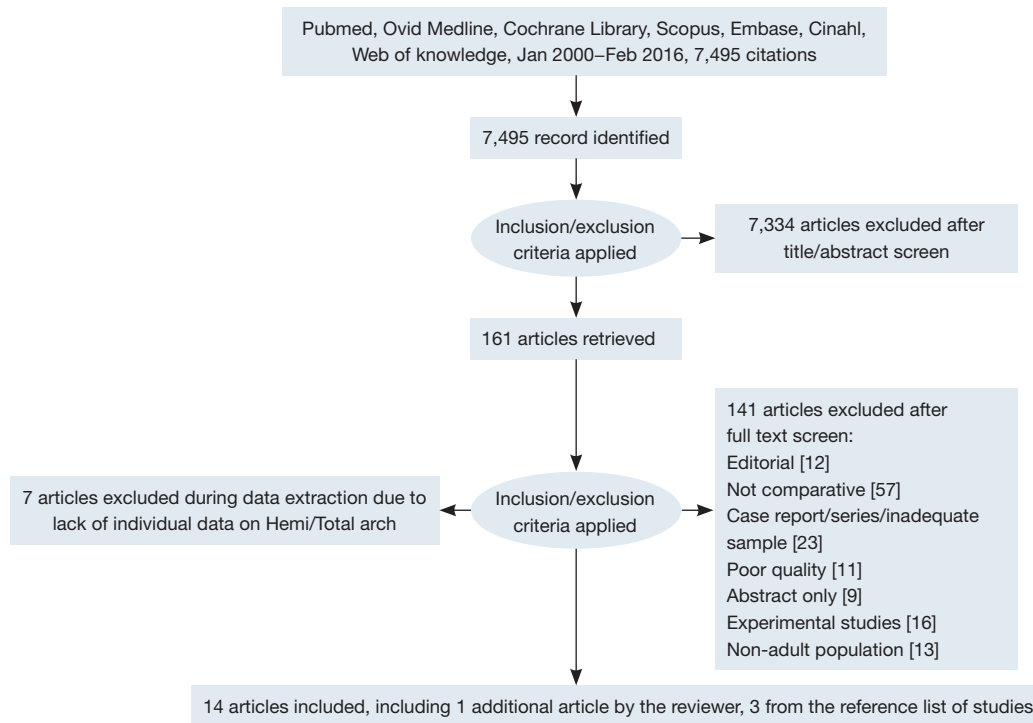 Pubmed, Ovid Medline, Cochrane Library, Scopus, Embase, Cinahl,
Web of knowledge, Jan 2000–Feb 2016, 7,495 citations
7,495 record identified
Inclusion/exclusion
criteria applied
7,334 articles excluded after
title/abstract screen
161 articles retrieved
7 articles excluded during data extraction due to
lack of individual data on Hemi/Total arch
Inclusion/exclusion
criteria applied
141 articles excluded after
full text screen:
Editorial [12]
Not comparative [57]
Case report/series/inadequate
sample [23]
Poor quality [11]
Abstract only [9]
Experimental studies [16]
Non-adult population [13]
14 articles included, including 1 additional article by the reviewer, 3 from the reference list of studies